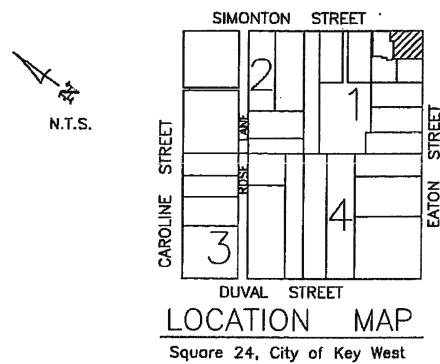 SIMONTON STREET
N.T.S.
2
1
CAROLINE STREET
ROSE LANE
EATON STREET
3
4
DUVAL STREET
LOCATION MAP
Square 24, City of Key West